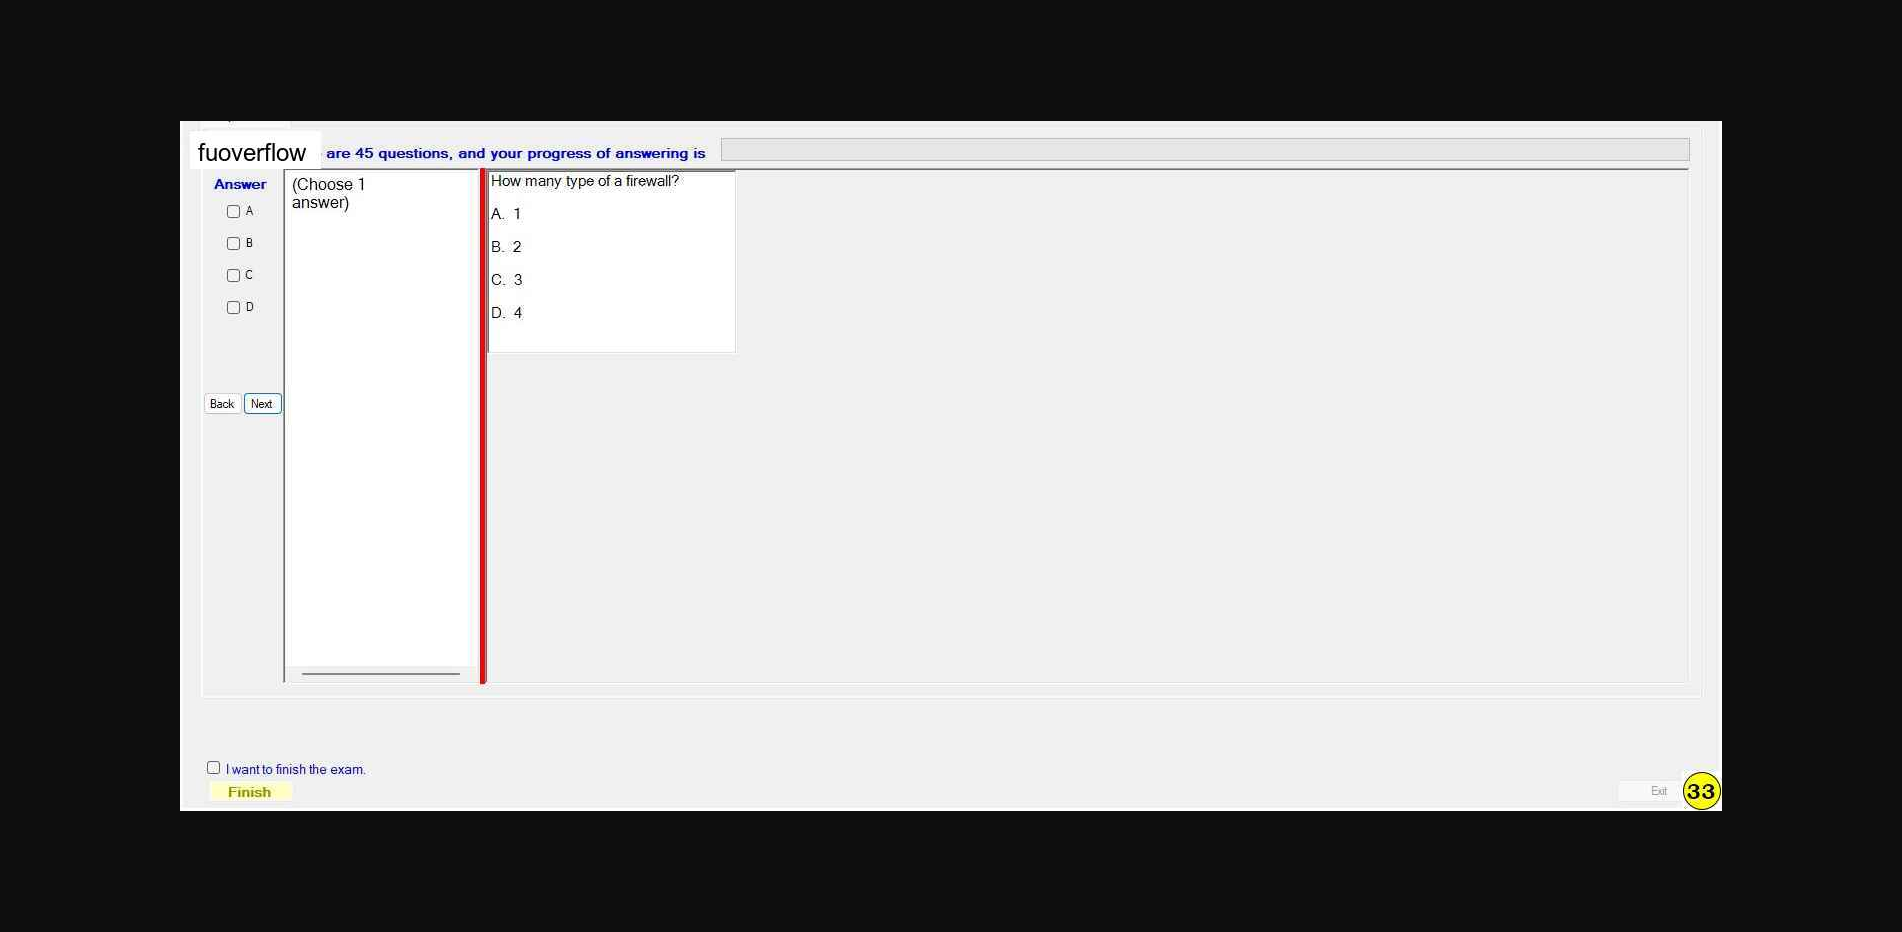 fuoverflow are 45 questions, and your progress of answering is
Answer
A
B
C
D
Back Next
(Choose 1
answer)
How many type of a firewall?
A. 1
B. 2
C. 3
D. 4
I want to finish the exam.
Finish
Exit
33